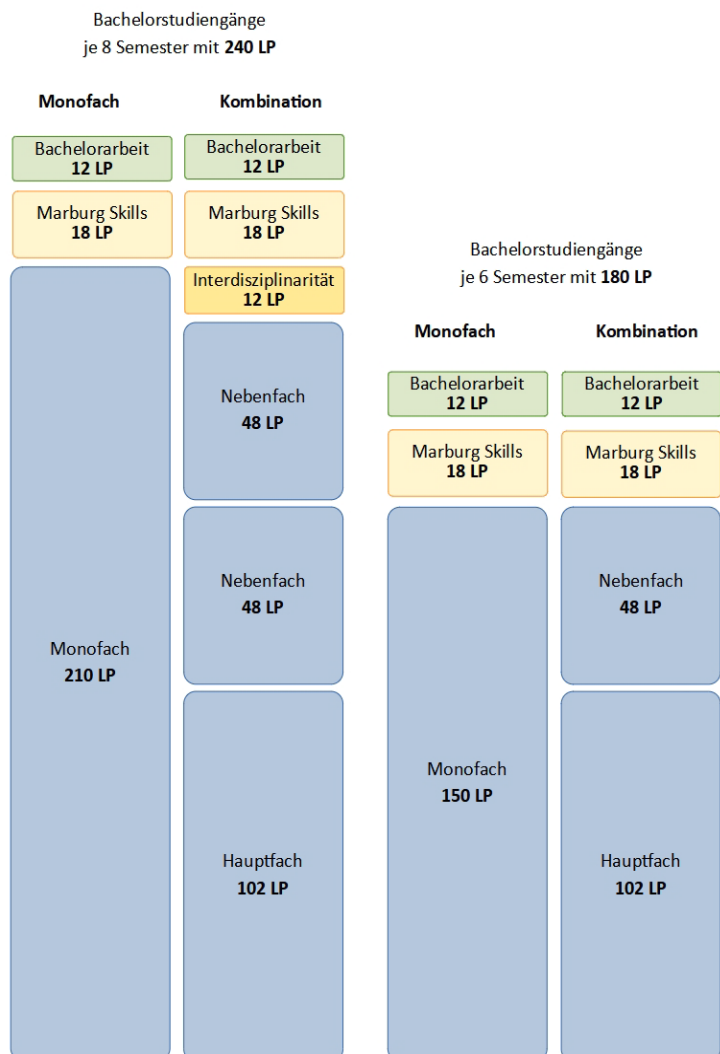 Bachelorstudiengänge
je 8 Semester mit 240 LP
Monofach
Kombination
Bachelorarbeit
12 LP
Marburg Skills
18 LP
Monofach
210 LP
Bachelorarbeit
12 LP
Marburg Skills
18 LP
Interdisziplinarität
12 LP
Nebenfach
48 LP
Nebenfach
48 LP
Hauptfach
102 LP
Bachelorstudiengänge
je 6 Semester mit 180 LP
Monofach
Kombination
Bachelorarbeit
12 LP
Marburg Skills
18 LP
Monofach
150 LP
Bachelorarbeit
12 LP
Marburg Skills
18 LP
Nebenfach
48 LP
Hauptfach
102 LP